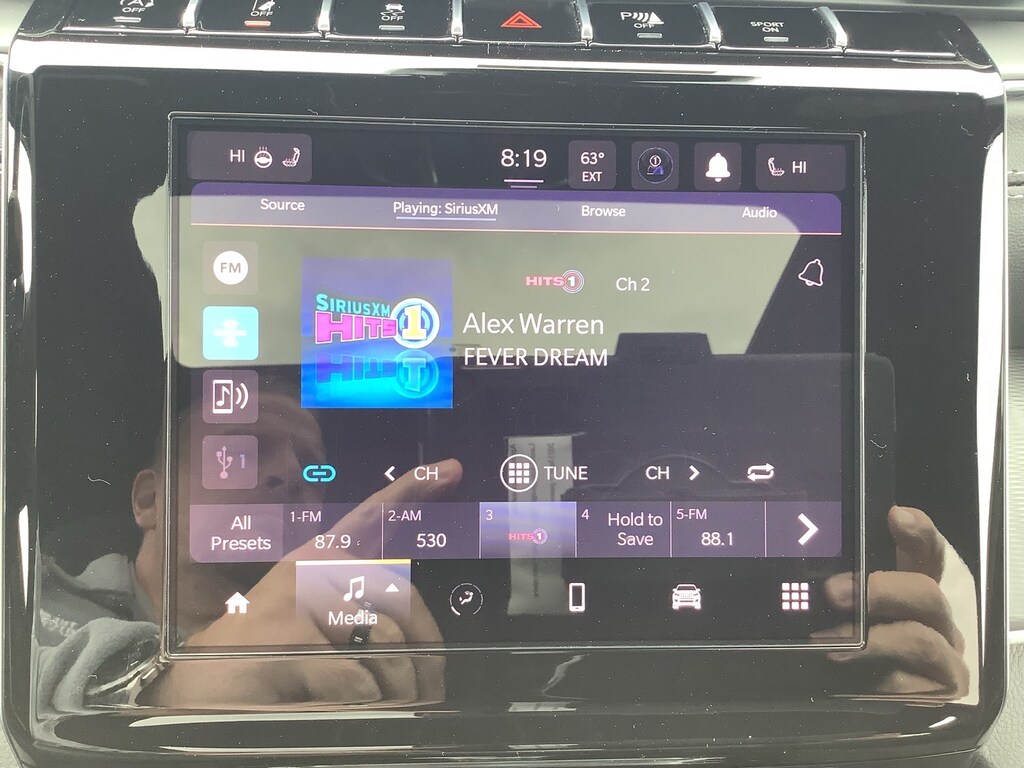 A
OFF
OFF
OFF
P
OFF
SPORT
ON
HI
8:19
63°
EXT
1
HI
Source
Playing: SiriusXM
Browse
Audio
FM
HITS 1
Ch 2
SIRIUSXM
HITS 1
Alex Warren
FEVER DREAM
1
CH
TUNE
CH
All
Presets
1-FM
87.9
2-AM
530
3
HITS 1
4
Hold to
Save
5-FM
88.1
Media